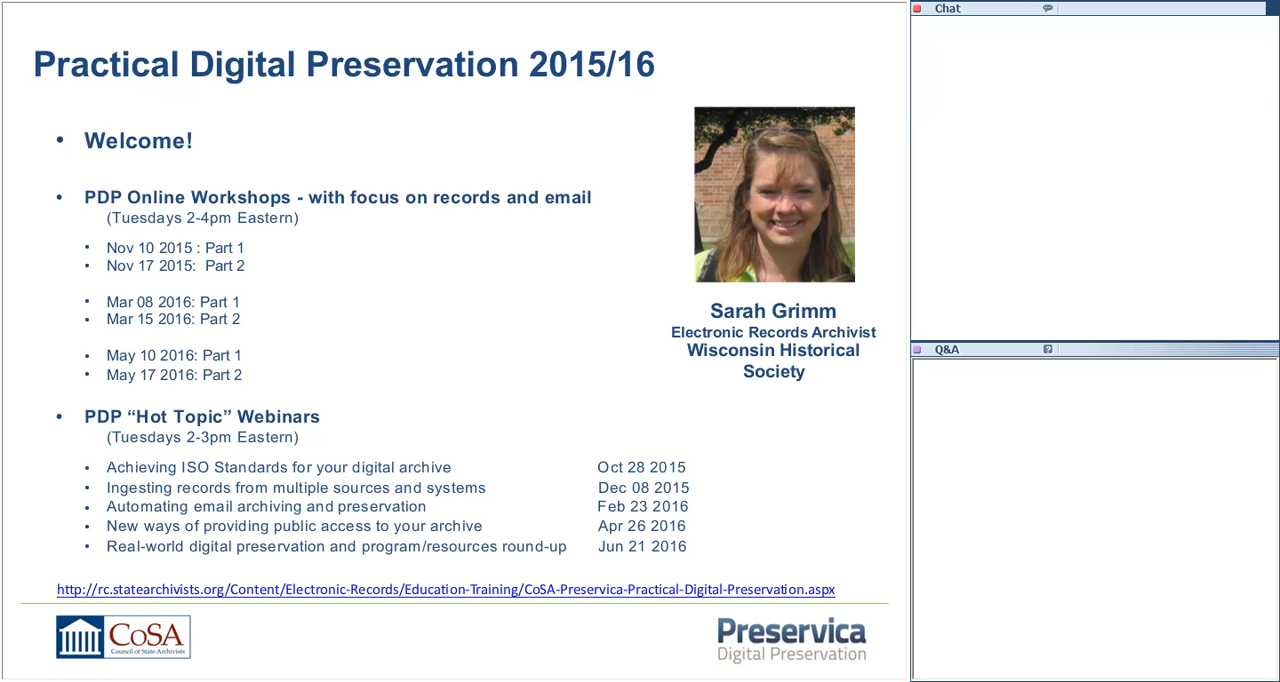 Practical Digital Preservation 2015/16
• Welcome!
• PDP Online Workshops - with focus on records and email
(Tuesdays 2-4pm Eastern)
• Nov 10 2015 : Part 1
• Nov 17 2015: Part 2
• Mar 08 2016: Part 1
• Mar 15 2016: Part 2
• May 10 2016: Part 1
• May 17 2016: Part 2
• PDP “Hot Topic” Webinars
(Tuesdays 2-3pm Eastern)
• Achieving ISO Standards for your digital archive Oct 28 2015
• Ingesting records from multiple sources and systems Dec 08 2015
• Automating email archiving and preservation Feb 23 2016
• New ways of providing public access to your archive Apr 26 2016
• Real-world digital preservation and program/resources round-up Jun 21 2016
http://rc.statearchivists.org/Content/Electronic-Records/Education-Training/CoSA-Preservica-Practical-Digital-Preservation.aspx
Sarah Grimm
Electronic Records Archivist
Wisconsin Historical
Society
CoSA
Council of State Archivists
Preservica
Digital Preservation
Chat
Q&A